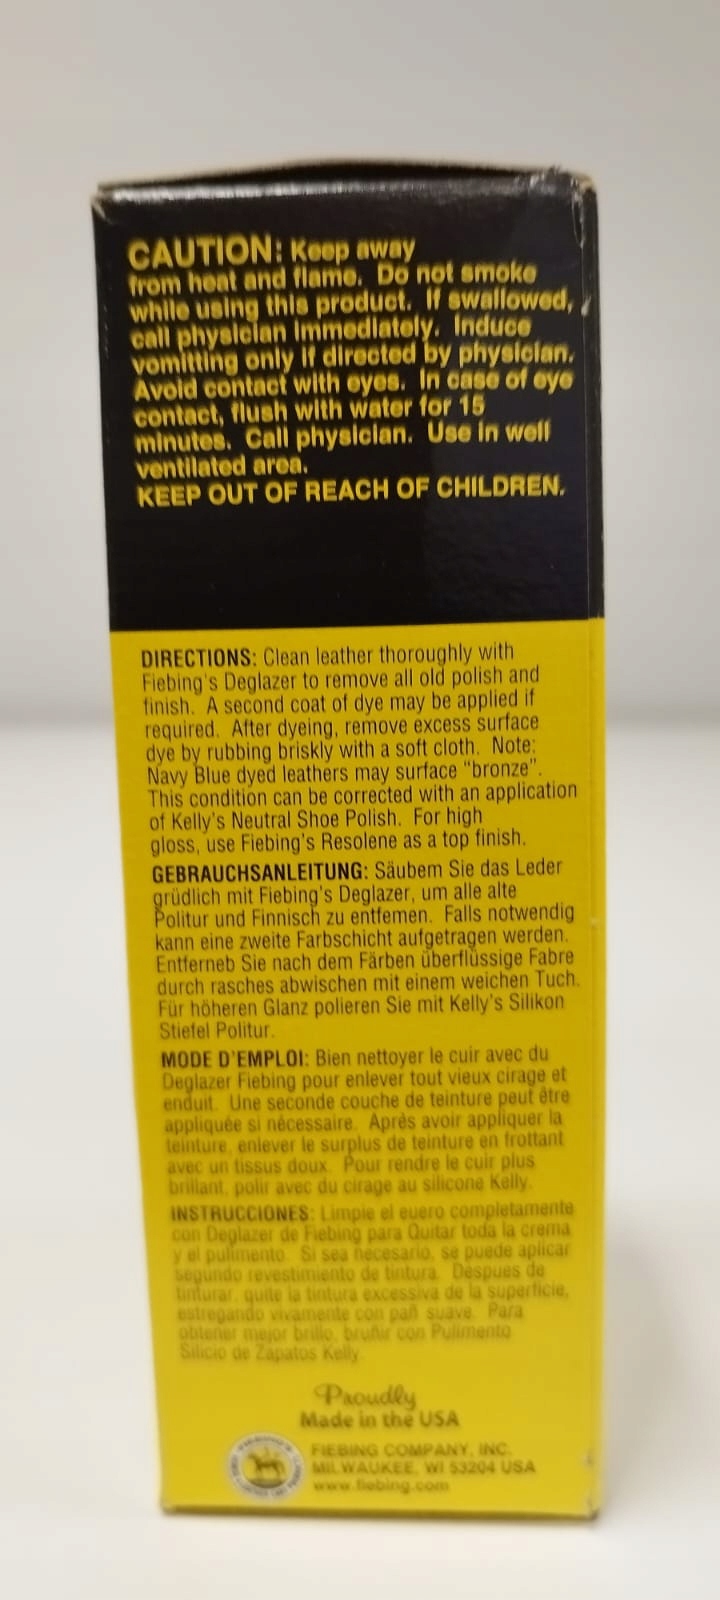 CAUTION: Keep away
from heat and flame. Do not smoke
while using this product. If swallowed,
call physician immediately. Induce
vomitting only if directed by physician.
Avoid contact with eyes. In case of eye
contact, flush with water for 15
minutes. Call physician. Use in well
ventilated area.
KEEP OUT OF REACH OF CHILDREN.
DIRECTIONS: Clean leather thoroughly with
Fiebing's Deglazer to remove all old polish and
finish. A second coat of dye may be applied if
required. After dyeing, remove excess surface
dye by rubbing briskly with a soft cloth. Note:
Navy Blue dyed leathers may surface "bronze".
This condition can be corrected with an application
of Kelly's Neutral Shoe Polish. For high
gloss, use Fiebing's Resolene as a top finish.
GEBRAUCHSANLEITUNG: Säubem Sie das Leder
grüdlich mit Fiebing's Deglazer, um alle alte
Politur und Finnisch zu entfemen. Falls notwendig
kann eine zweite Farbschicht aufgetragen werden.
Entferneb Sie nach dem Färben überflüssige Fabre
durch rasches abwischen mit einem weichen Tuch.
Für höheren Glanz polieren Sie mit Kelly's Silikon
Stiefel Politur.
MODE D'EMPLOI: Bien nettoyer le cuir avec du
Deglazer Fiebing pour enlever tout vieux cirage et
enduit. Une seconde couche de teinture peut être
appliquée si nécessaire. Après avoir appliquer la
teinture, enlever le surplus de teinture en frottant
avec un tissus doux. Pour rendre le cuir plus
brillant, polir avec du cirage au silicone Kelly.
INSTRUCCIONES: Limpie el euero completamente
con Deglazer de Fiebing para Quitar toda la crema
y el pulimento. Si sea necesario, se puede aplicar
segundo revestimiento de tintura. Despues de
tinturar, quite la tintura excessiva de la superficie,
estregando vivamente con pañ suave. Para
obtener mejor brillo, bruñir con Pulimento
Silicio de Zapatos Kelly.
Proudly
Made in the USA
FIEBING COMPANY, INC.
MILWAUKEE, WI 53204 USA
www.fiebing.com